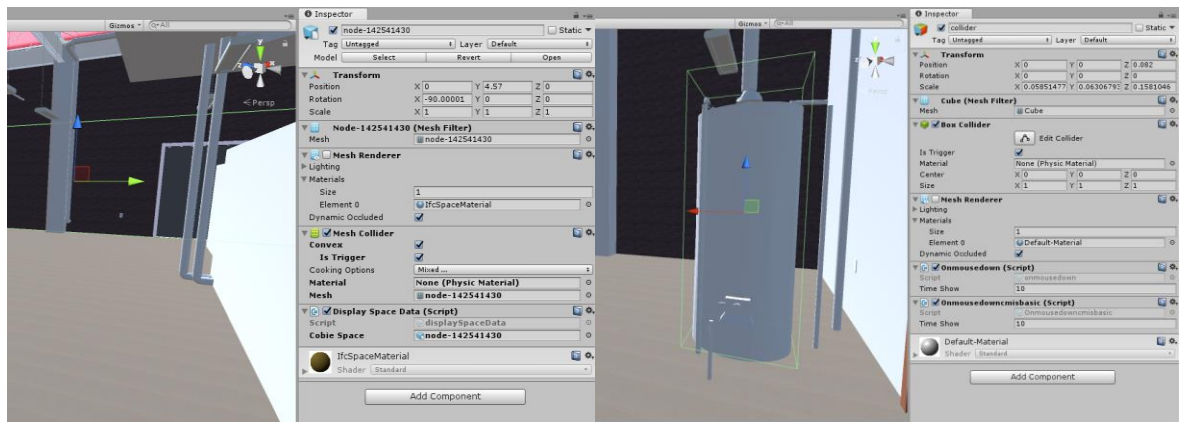 Gizmos
All
Persp
Inspector
node-142541430
Static
Tag Untagged Layer Default
Model Select Revert Open
Transform
Position X 0 Y 4.57 Z 0
Rotation X -90.00001 Y 0 Z 0
Scale X 1 Y 1 Z 1
Node-142541430 (Mesh Filter)
Mesh node-142541430
Mesh Renderer
Lighting
Materials
Size 1
Element 0 IfcSpaceMaterial
Dynamic Occluded
Mesh Collider
Convex
Is Trigger
Cooking Options Mixed ...
Material None (Physic Material)
Mesh node-142541430
Display Space Data (Script)
Script displaySpaceData
Cobie Space node-142541430
IfcSpaceMaterial
Shader Standard
Add Component
Gizmos
All
Persp
Inspector
collider
Static
Tag Untagged Layer Default
Transform
Position X 0 Y 0 Z 0.082
Rotation X 0 Y 0 Z 0
Scale X 0.05851477 Y 0.0630679 Z 0.1581046
Cube (Mesh Filter)
Mesh Cube
Box Collider
Edit Collider
Is Trigger
Material None (Physic Material)
Center X 0 Y 0 Z 0
Size X 1 Y 1 Z 1
Mesh Renderer
Lighting
Materials
Size 1
Element 0 Default-Material
Dynamic Occluded
Onmousedown (Script)
Script onmousedown
Time Show 10
Onmousedowncmisbasic (Script)
Script Onmousedowncmisbasic
Time Show 10
Default-Material
Shader Standard
Add Component